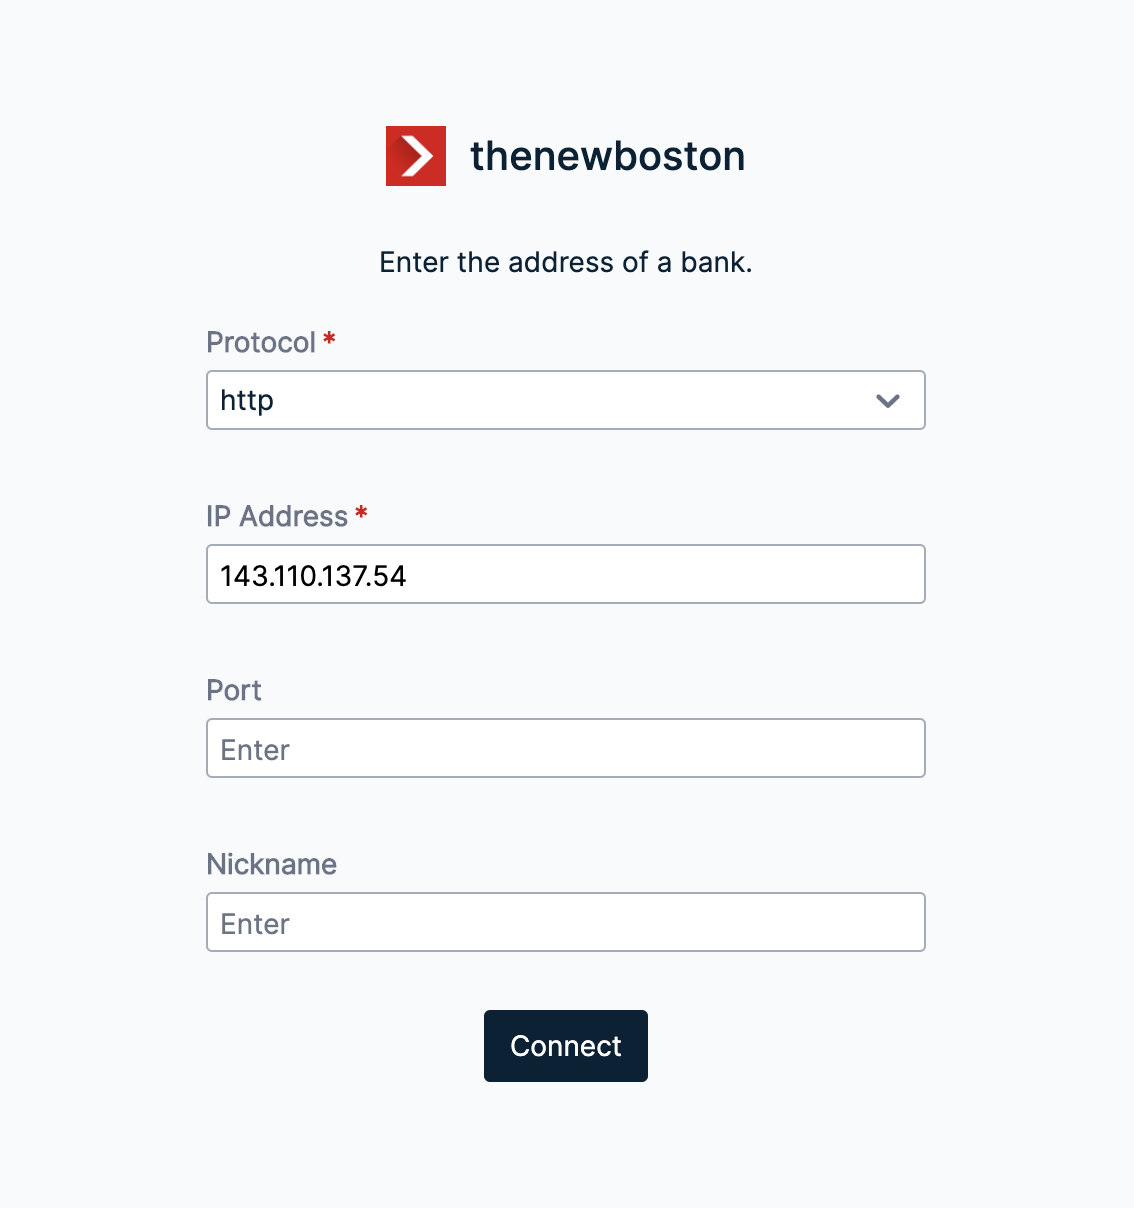 thenewboston
Enter the address of a bank.
Protocol *
http
IP Address *
143.110.137.54
Port
Enter
Nickname
Enter
Connect